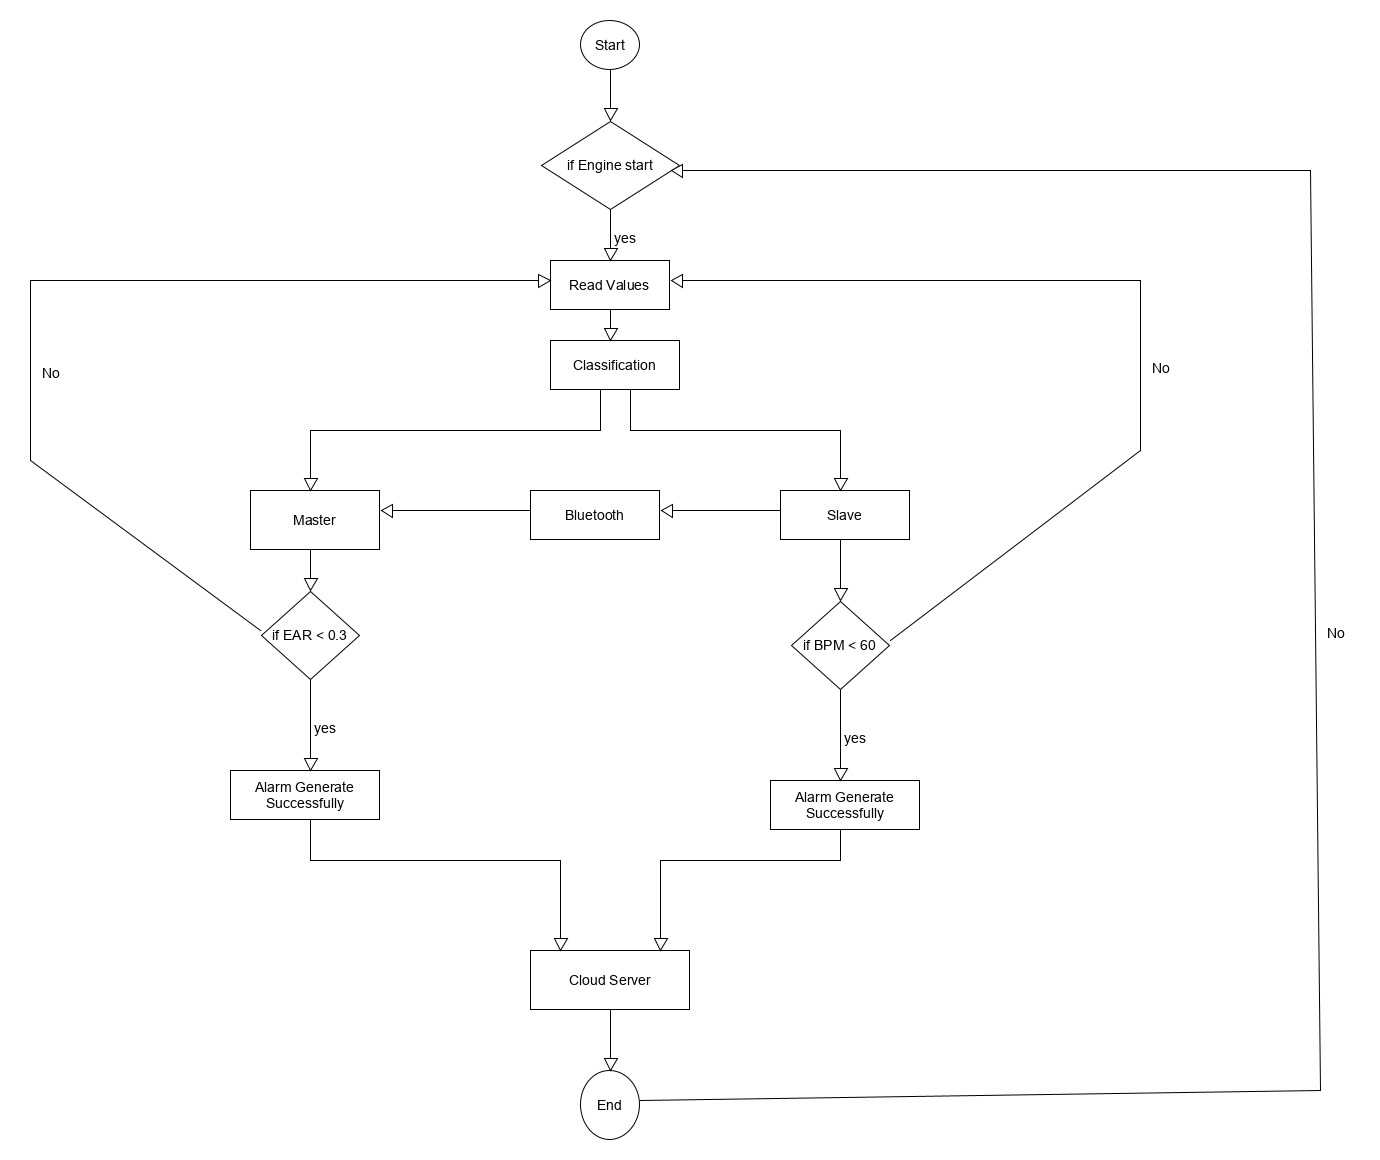 Start
if Engine start
yes
Read Values
Classification
No
No
Master
Bluetooth
Slave
if EAR < 0.3
if BPM < 60
No
yes
yes
Alarm Generate
Successfully
Alarm Generate
Successfully
Cloud Server
End